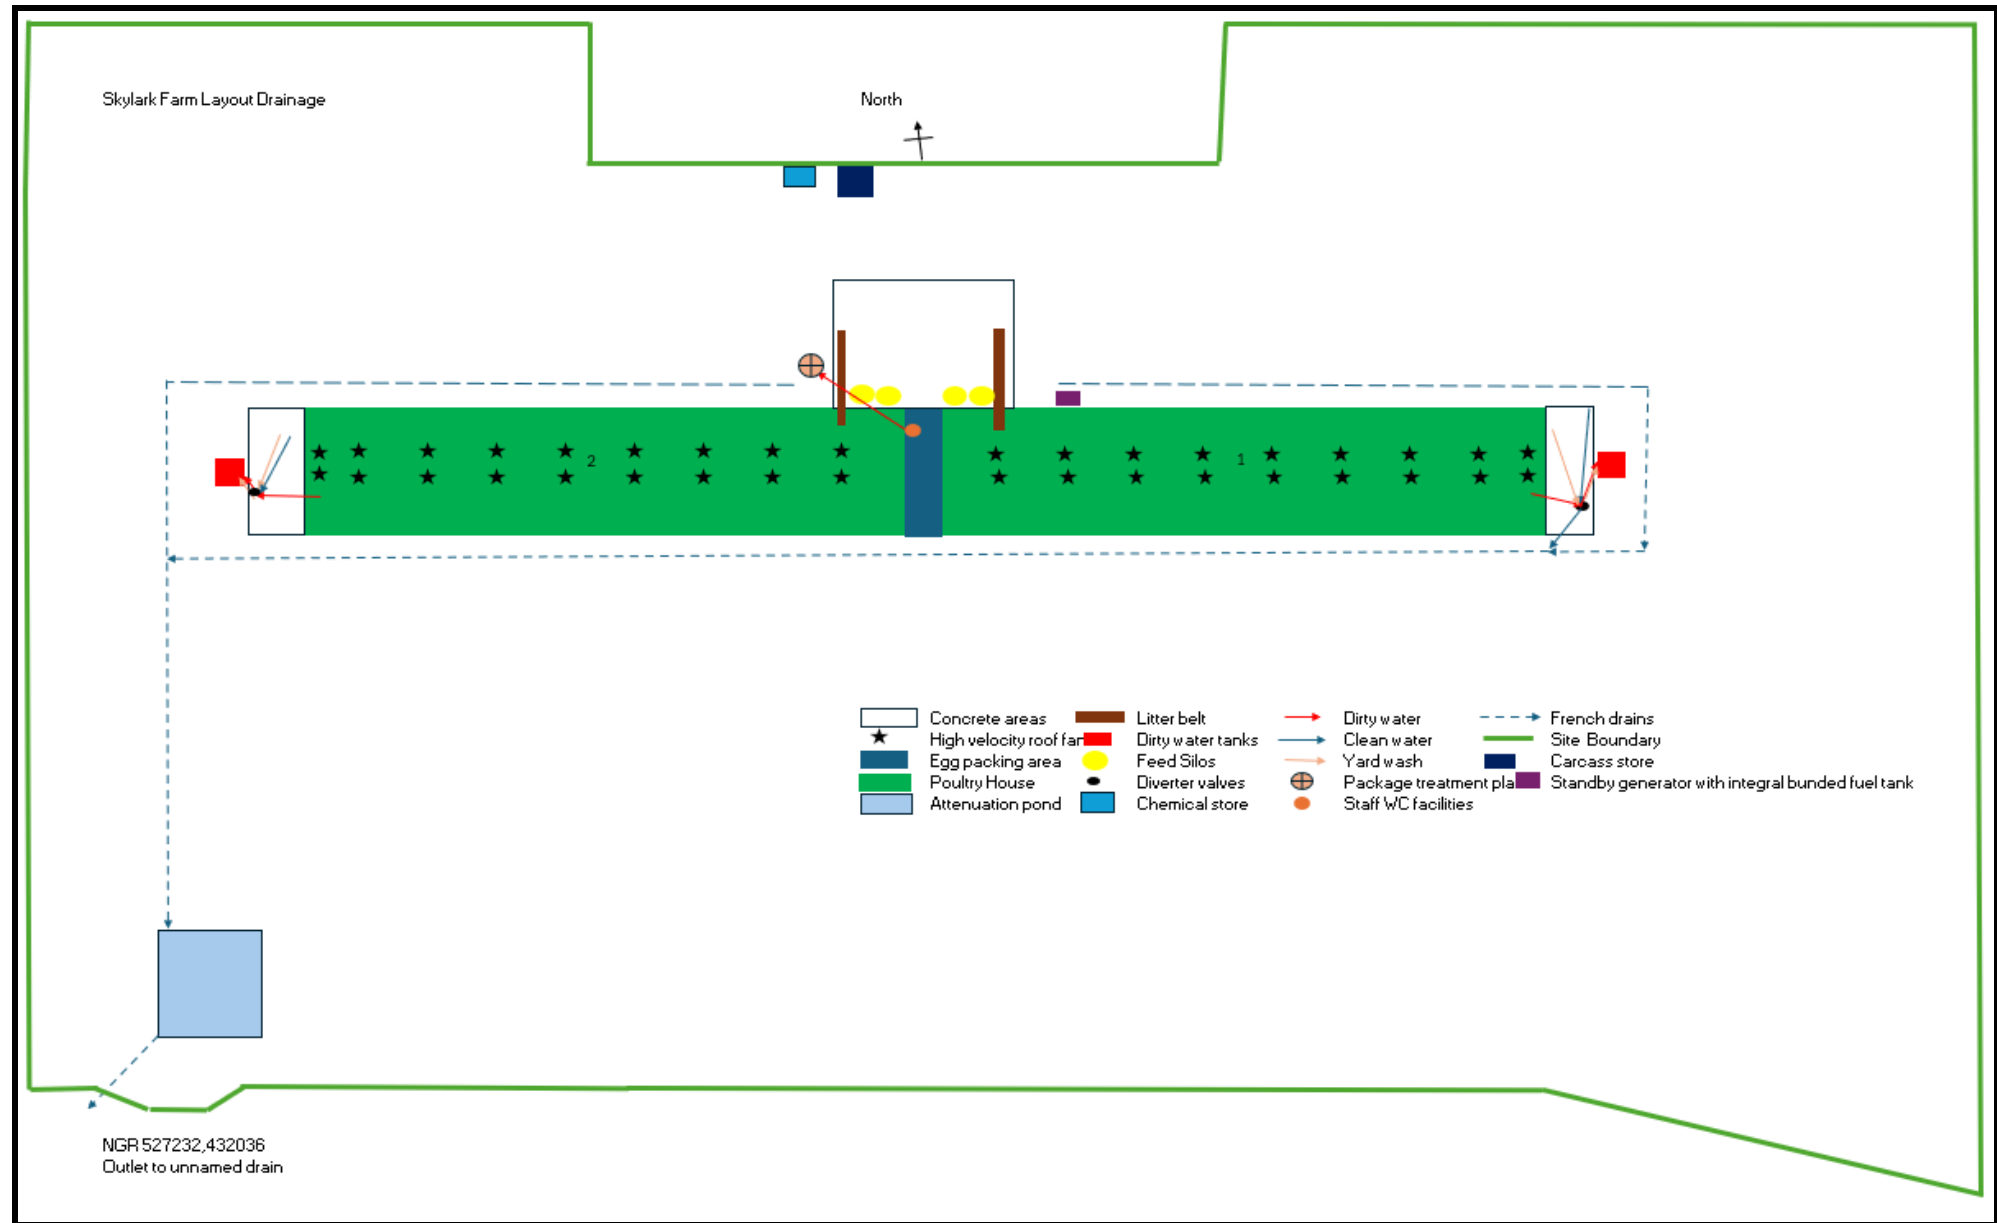 Skylark Farm Layout Drainage
North
2
1
Concrete areas
Litter belt
Dirty water
French drains
High velocity roof fan
Dirty water tanks
Clean water
Site Boundary
Egg packing area
Feed Silos
Yard wash
Carcass store
Poultry House
Diverter valves
Package treatment pla
Standby generator with integral bunded fuel tank
Attenuation pond
Chemical store
Staff WC facilities
NGR 527232,432036
Outlet to unnamed drain